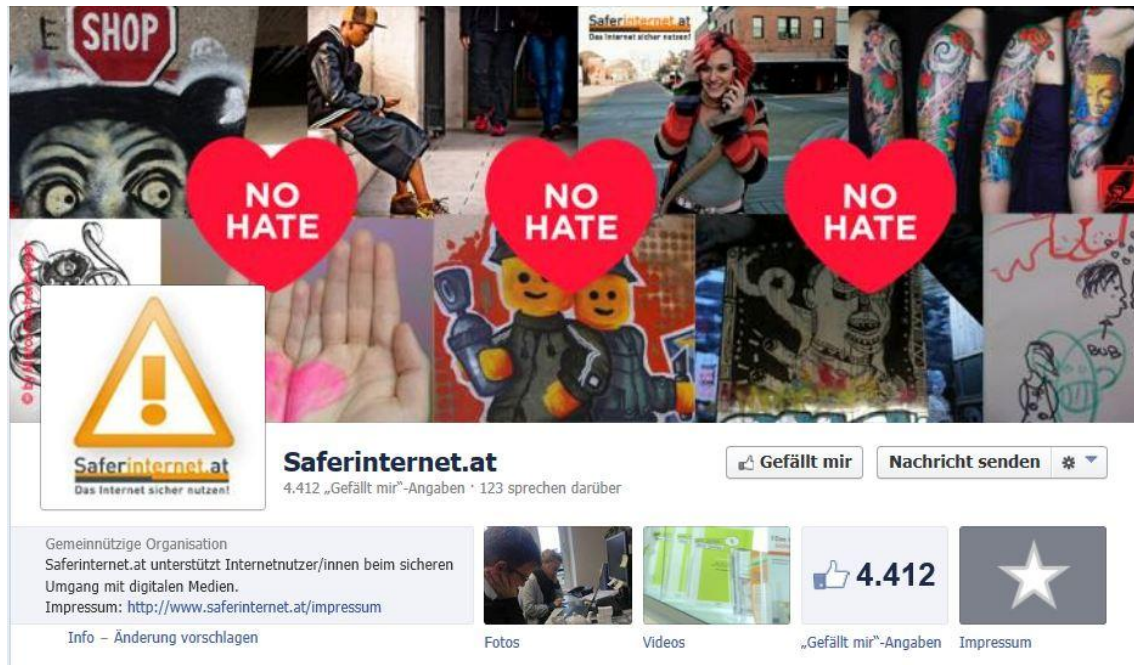 E
SHOP
Saferinternet.at
Das Internet sicher nutzen!
NO
HATE
NO
HATE
NO
HATE
BUB
Saferinternet.at
Das Internet sicher nutzen!
Saferinternet.at
4.412 „Gefällt mir“-Angaben · 123 sprechen darüber
Gefällt mir
Nachricht senden
Gemeinnützige Organisation
Saferinternet.at unterstützt Internetnutzer/innen beim sicheren
Umgang mit digitalen Medien.
Impressum: http://www.saferinternet.at/impressum
Info – Änderung vorschlagen
Fotos
Videos
4.412
„Gefällt mir“-Angaben
Impressum